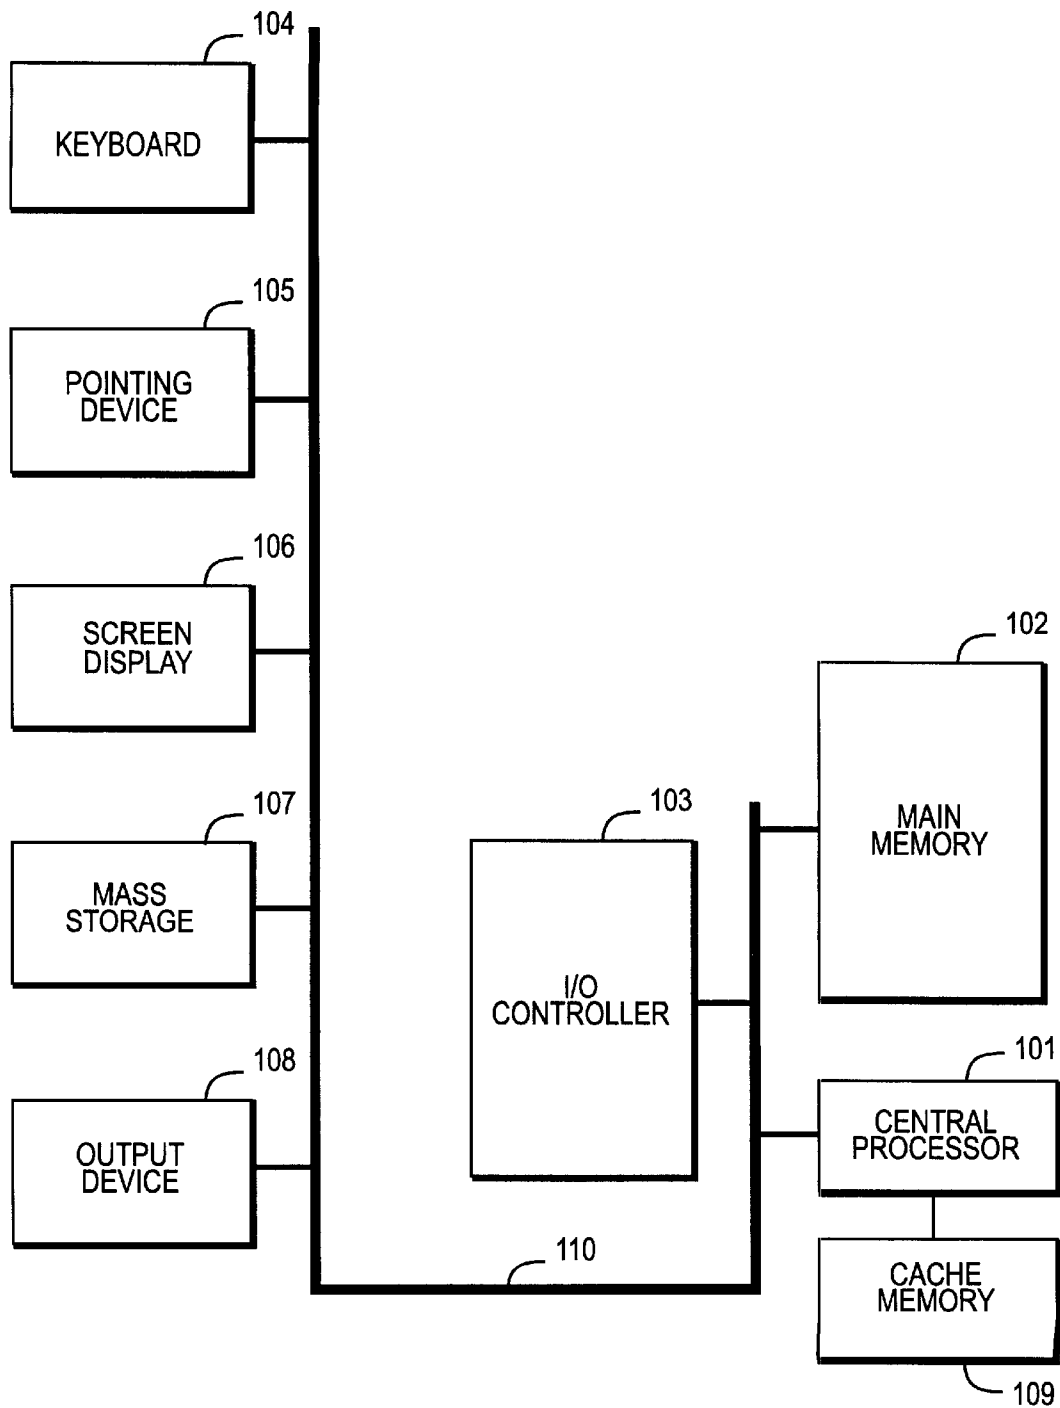 104
KEYBOARD
105
POINTING
DEVICE
106
SCREEN
DISPLAY
107
MASS
STORAGE
108
OUTPUT
DEVICE
103
I/O
CONTROLLER
102
MAIN
MEMORY
101
CENTRAL
PROCESSOR
110
CACHE
MEMORY
109